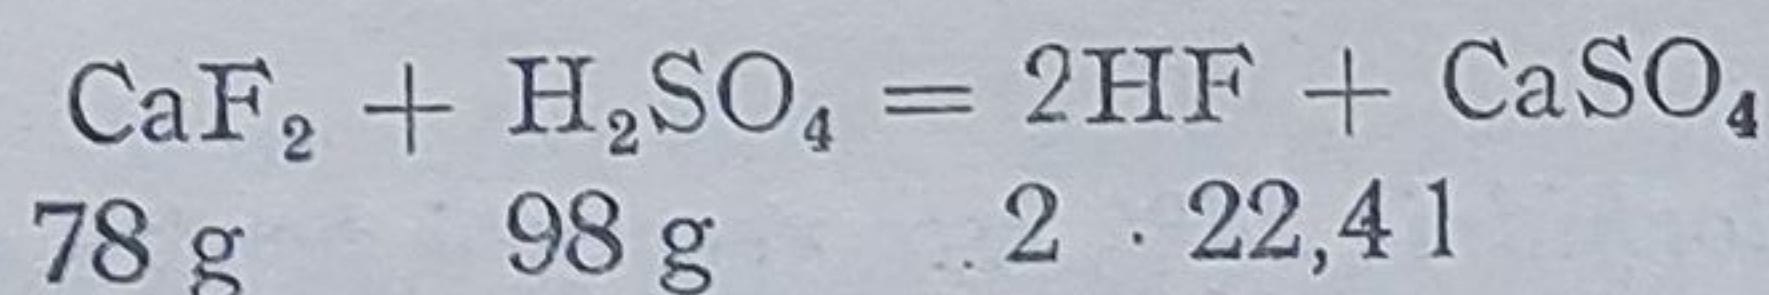 CaF₂ + H₂SO₄ = 2HF + CaSO₄
78 g 98 g 2 · 22,4 l